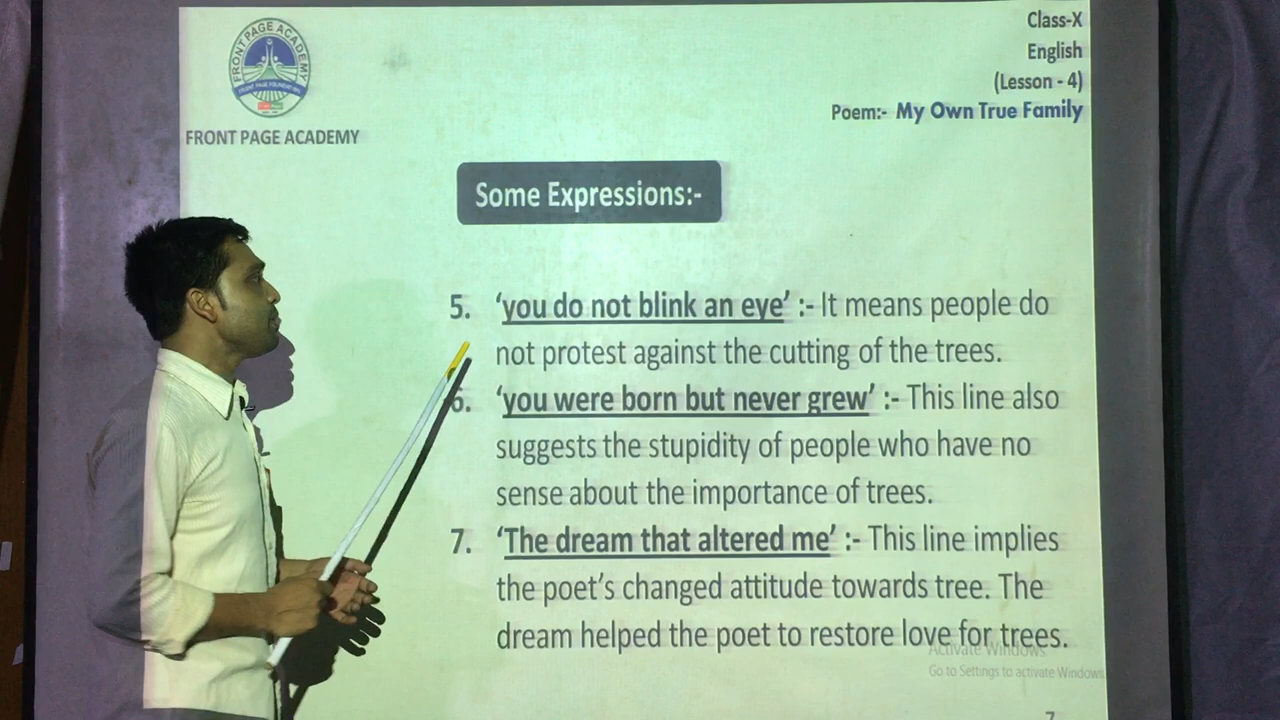 FRONT PAGE ACADEMY
FRONT PAGE ACADEMY
Class-X
English
(Lesson - 4)
Poem:- My Own True Family
Some Expressions:-
5. ‘you do not blink an eye’ :- It means people do
not protest against the cutting of the trees.
6. ‘you were born but never grew’ :- This line also
suggests the stupidity of people who have no
sense about the importance of trees.
7. ‘The dream that altered me’ :- This line implies
the poet’s changed attitude towards tree. The
dream helped the poet to restore love for trees.
Activate Windows
Go to Settings to activate Windows.
7